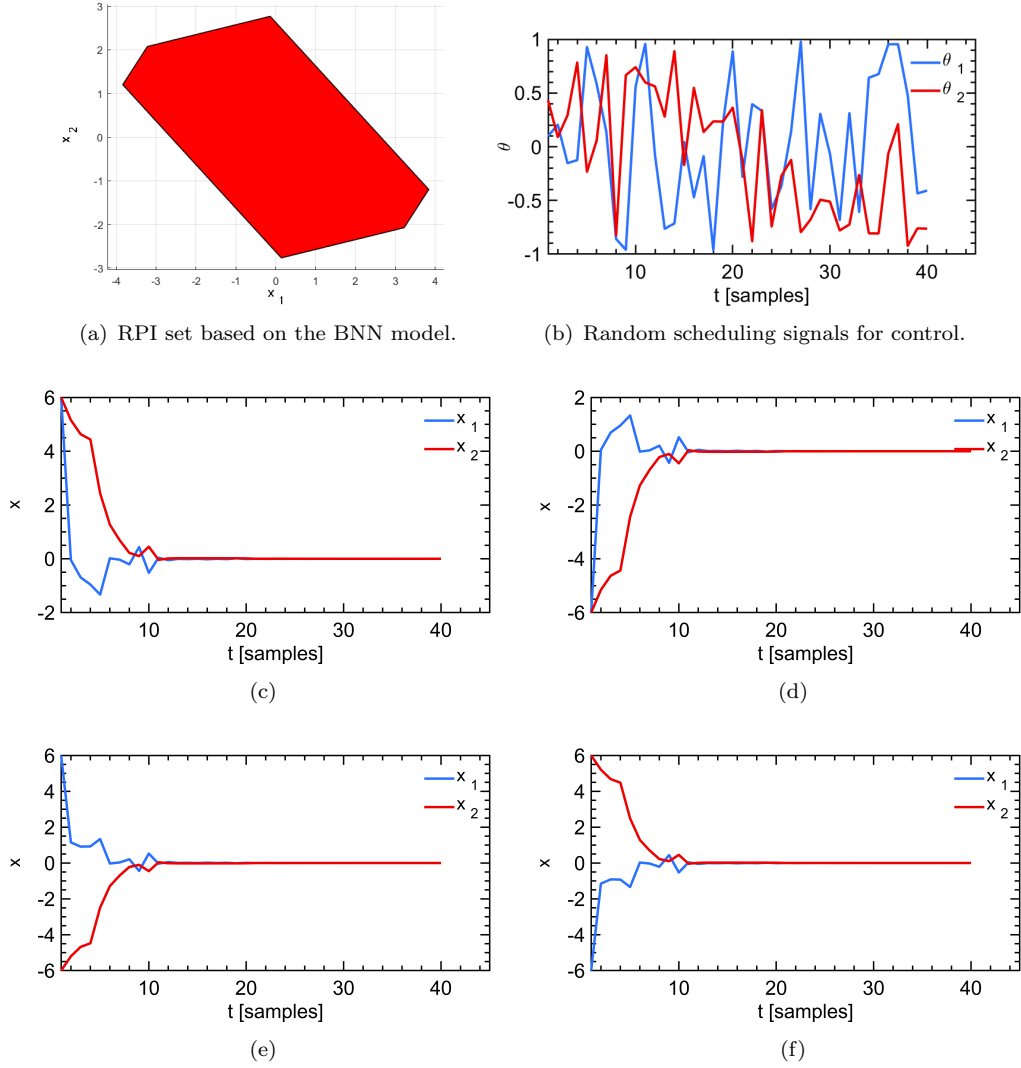 3
2
1
0
-1
-2
-3
x 2
-4 -3 -2 -1 0 1 2 3 4
x 1
1
0.5
0
-0.5
-1
θ
θ 1
θ 2
10 20 30 40
t [samples]
(a) RPI set based on the BNN model.
(b) Random scheduling signals for control.
6
4
2
0
-2
x
x 1
x 2
10 20 30 40
t [samples]
(c)
2
0
-2
-4
-6
x
x 1
x 2
10 20 30 40
t [samples]
(d)
6
4
2
0
-2
-4
-6
x
x 1
x 2
10 20 30 40
t [samples]
(e)
6
4
2
0
-2
-4
-6
x
x 1
x 2
10 20 30 40
t [samples]
(f)